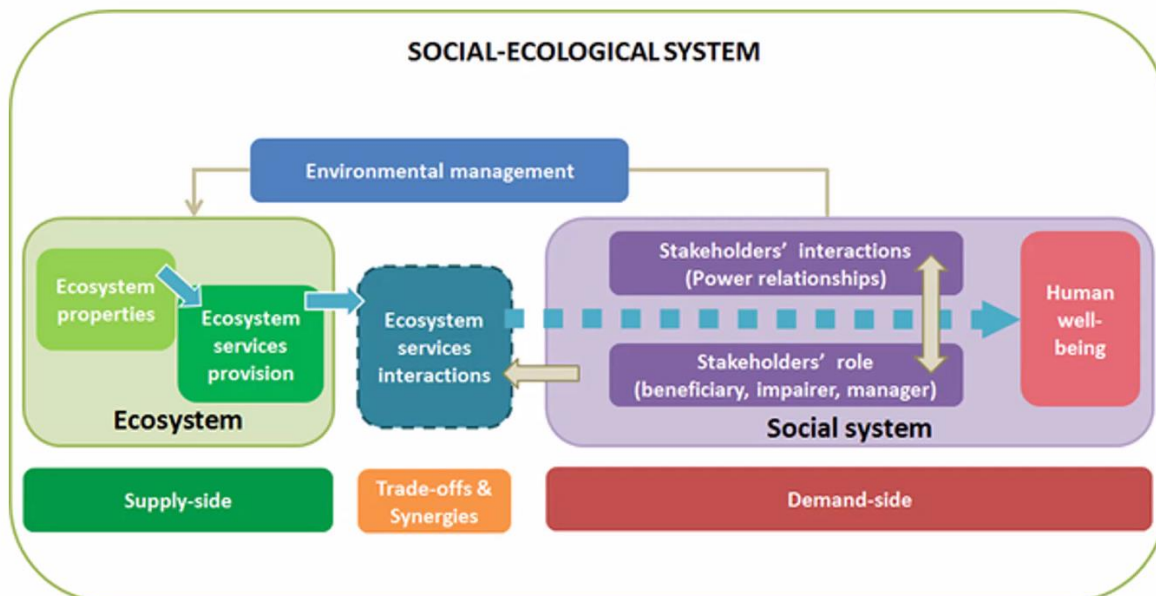 SOCIAL-ECOLOGICAL SYSTEM
Environmental management
Ecosystem
properties
Ecosystem
services
provision
Ecosystem
Ecosystem
services
interactions
Stakeholders' interactions
(Power relationships)
Stakeholders' role
(beneficiary, impairer, manager)
Social system
Human
well-
being
Supply-side
Trade-offs &
Synergies
Demand-side